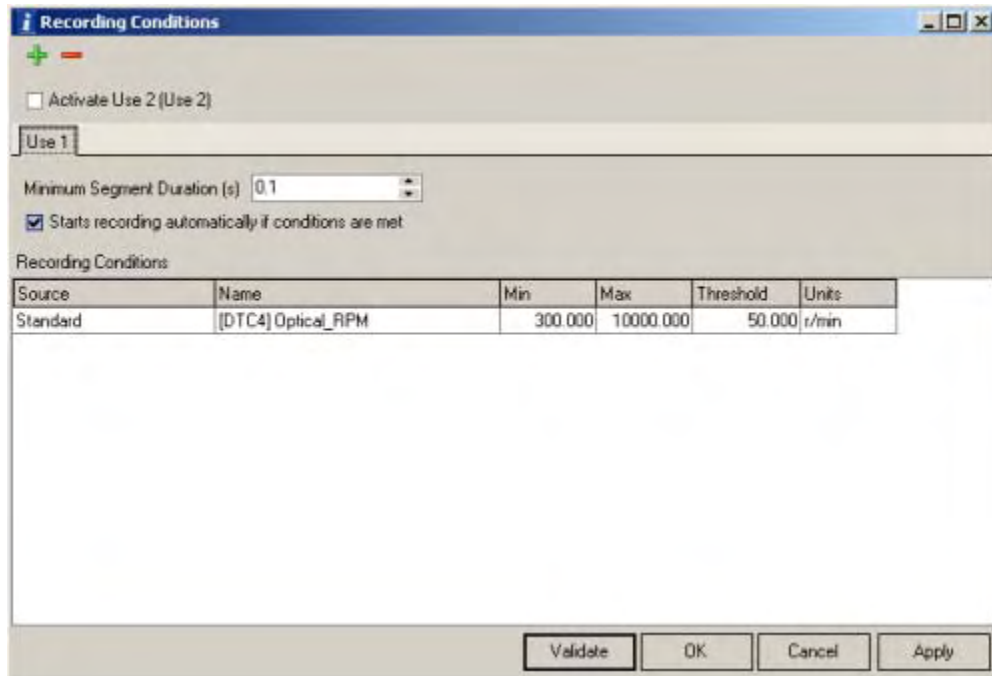 Recording Conditions
Activate Use 2 (Use 2)
Use 1
Minimum Segment Duration (s) 0.1
Starts recording automatically if conditions are met
Recording Conditions
Source Name Min Max Threshold Units
Standard [DTC4] Optical_RPM 300.000 10000.000 50.000 r/min
Validate OK Cancel Apply